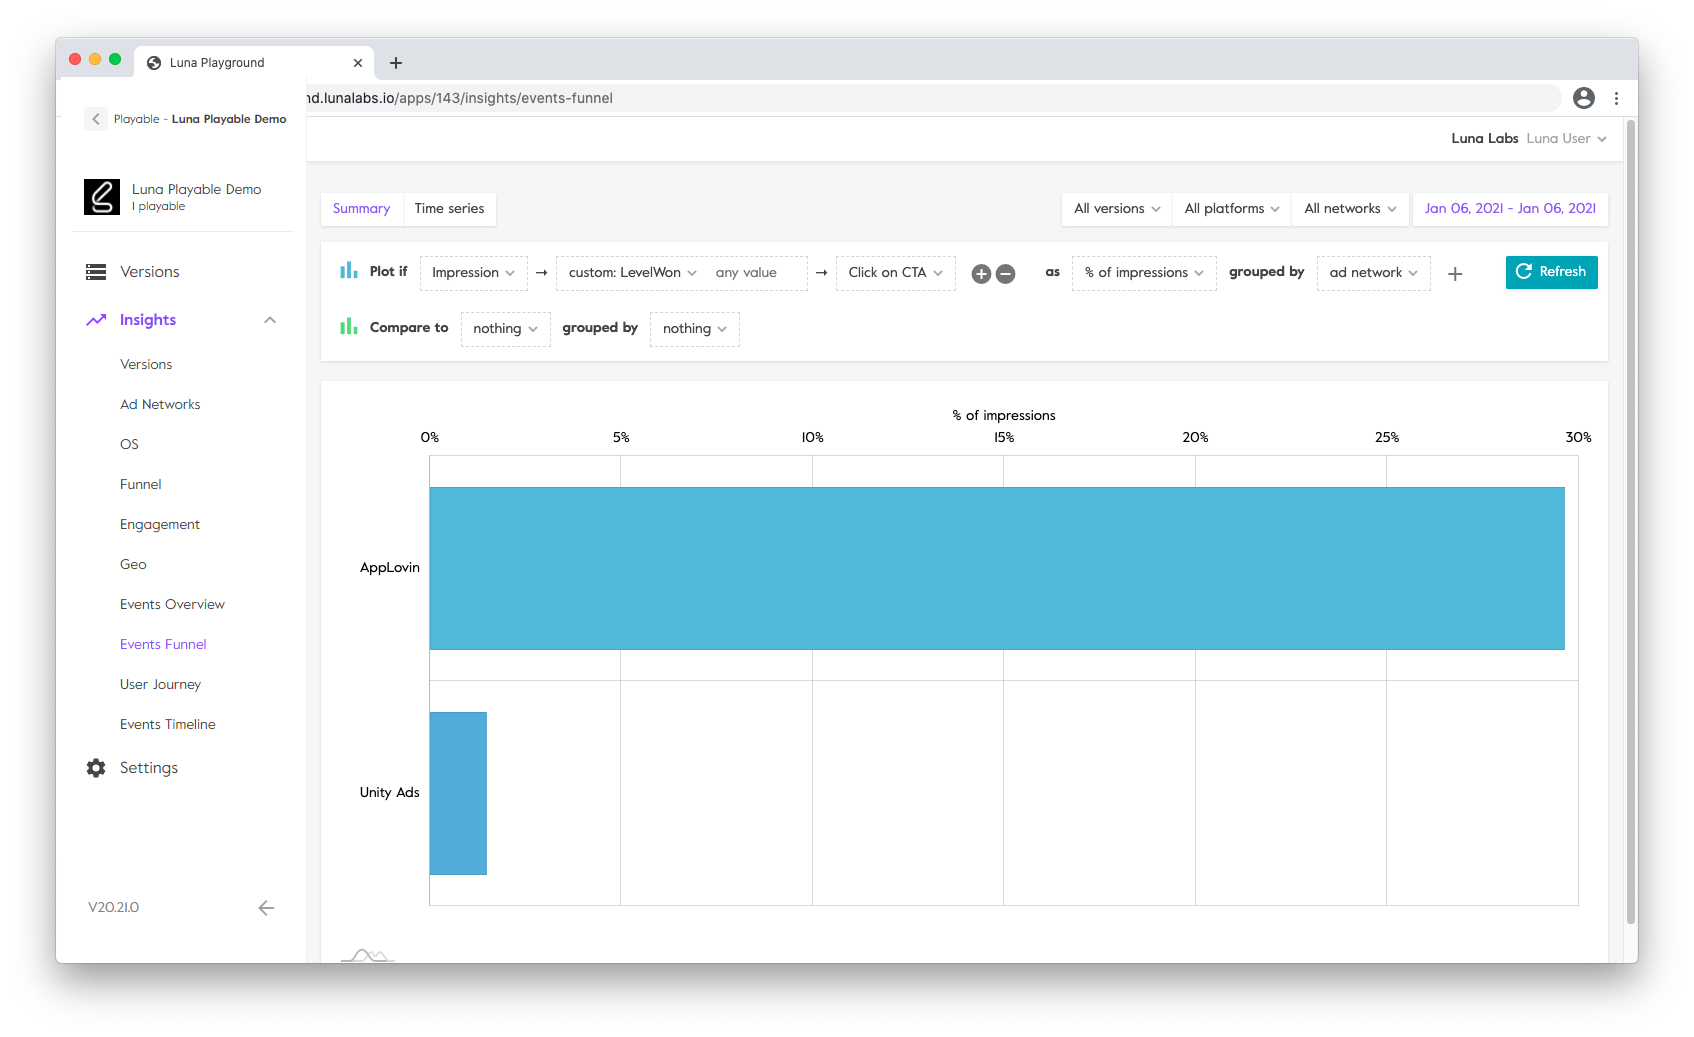 Luna Playground
nd.lunalabs.io/apps/143/insights/events-funnel
Playable - Luna Playable Demo
Luna Labs Luna User
Luna Playable Demo
1 playable
Versions
Insights
Versions
Ad Networks
OS
Funnel
Engagement
Geo
Events Overview
Events Funnel
User Journey
Events Timeline
Settings
V20.21.0
Summary Time series All versions All platforms All networks Jan 06, 2021 - Jan 06, 2021
Plot if Impression → custom: LevelWon any value → Click on CTA as % of impressions grouped by ad network + Refresh
Compare to nothing grouped by nothing
% of impressions
0% 5% 10% 15% 20% 25% 30%
AppLovin
Unity Ads